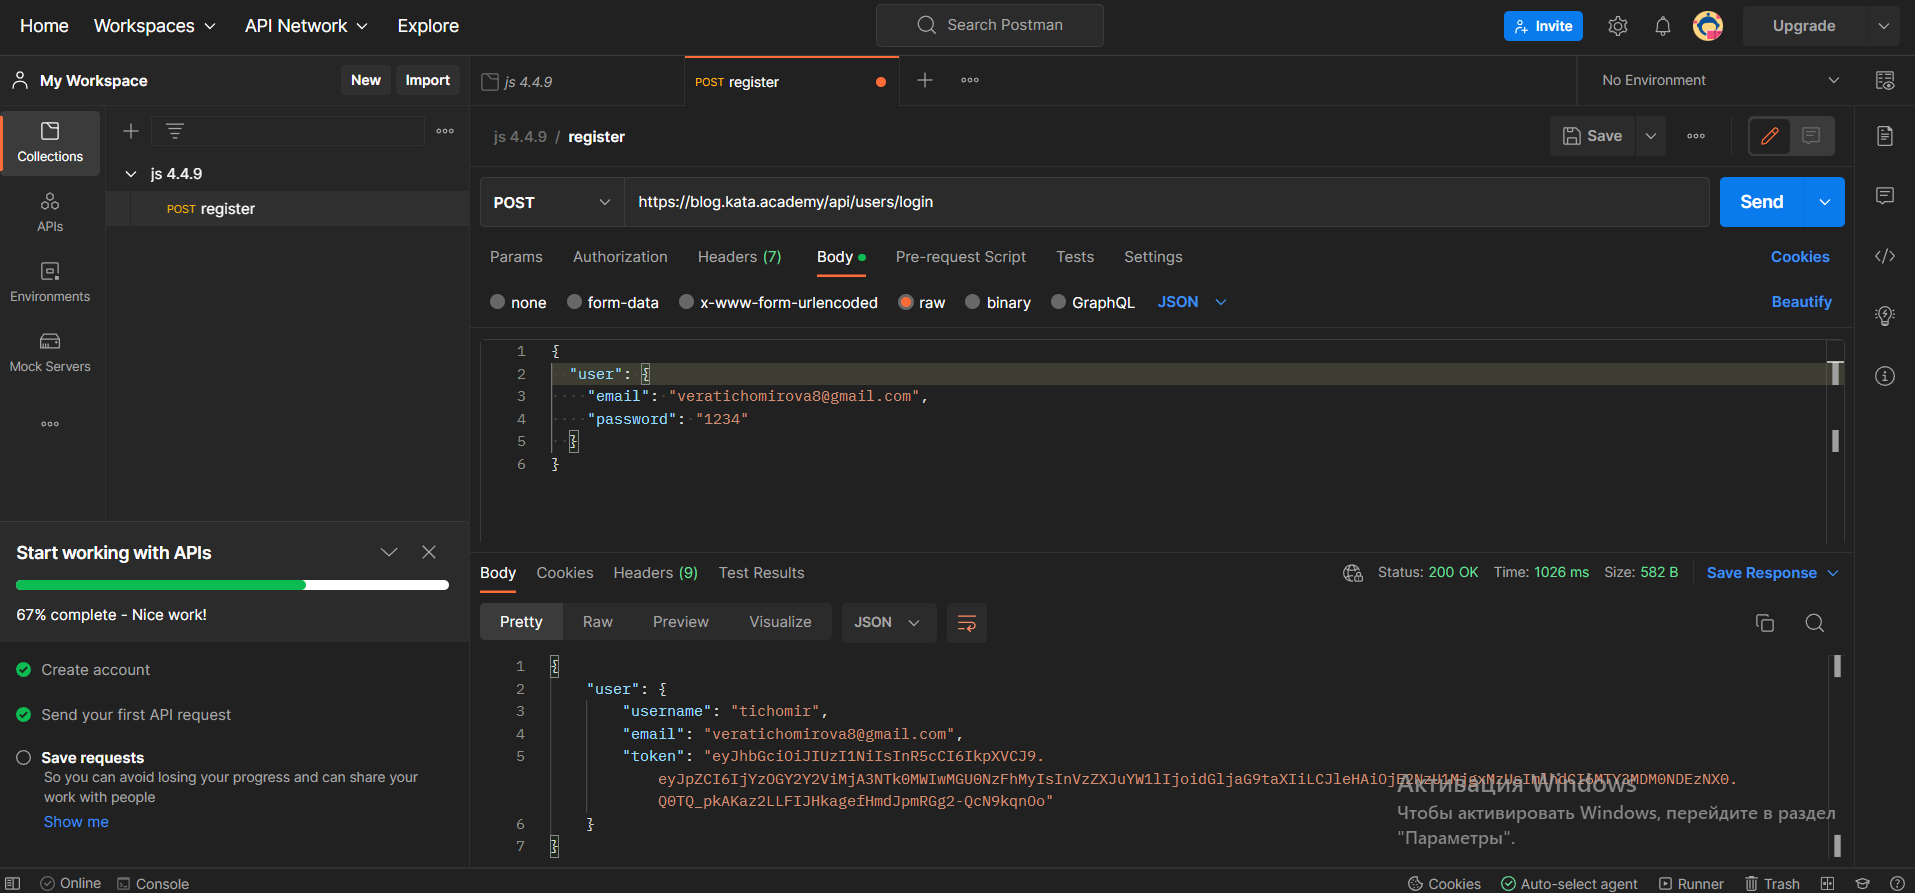 Home Workspaces API Network Explore Search Postman Invite Upgrade
My Workspace New Import js 4.4.9 POST register No Environment
Collections
APIs
Environments
Mock Servers
js 4.4.9
POST register
js 4.4.9 / register Save
POST https://blog.kata.academy/api/users/login Send
Params Authorization Headers (7) Body Pre-request Script Tests Settings Cookies
none form-data x-www-form-urlencoded raw binary GraphQL JSON Beautify
1 {
2 "user": {
3 "email": "veratichomirova8@gmail.com",
4 "password": "1234"
5 }
6 }
Start working with APIs
67% complete - Nice work!
Create account
Send your first API request
Save requests
So you can avoid losing your progress and can share your
work with people
Show me
Body Cookies Headers (9) Test Results Status: 200 OK Time: 1026 ms Size: 582 B Save Response
Pretty Raw Preview Visualize JSON
1 {
2 "user": {
3 "username": "tichomir",
4 "email": "veratichomirova8@gmail.com",
5 "token": "eyJhbGciOiJIUzI1NiIsInR5cCI6IkpXVCJ9.
Q0TQ_pkAKaz2LLFIJHkagefHmdJpmRGg2-QcN9kqnOo"
6 }
7 }
Активация Windows
Чтобы активировать Windows, перейдите в раздел
"Параметры".
Online Console Cookies Auto-select agent Runner Trash